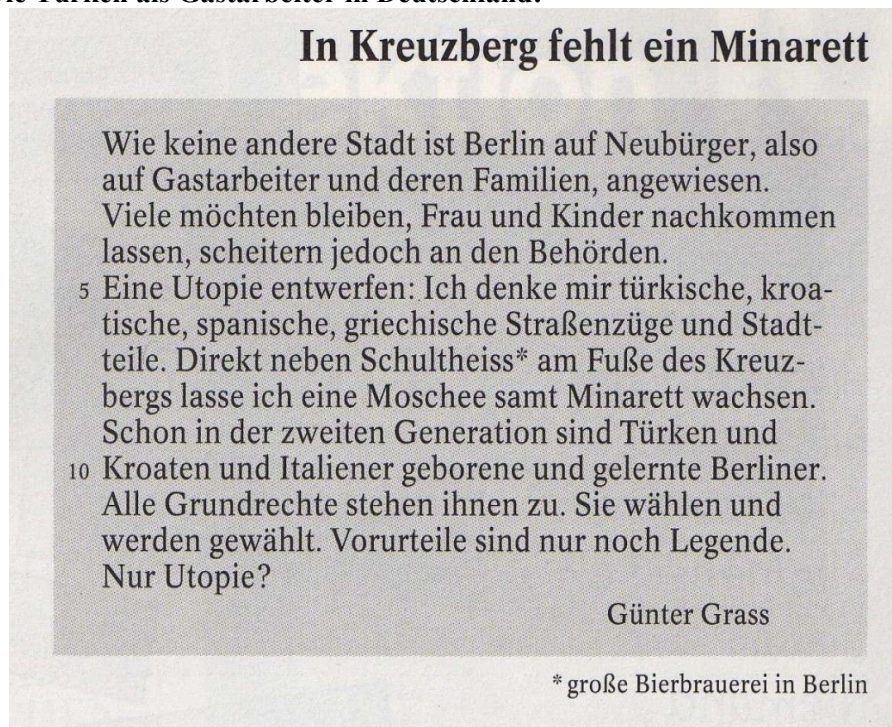 Türken als Gastarbeiter in Deutschland.
In Kreuzberg fehlt ein Minarett
Wie keine andere Stadt ist Berlin auf Neubürger, also
auf Gastarbeiter und deren Familien, angewiesen.
Viele möchten bleiben, Frau und Kinder nachkommen
lassen, scheitern jedoch an den Behörden.
5 Eine Utopie entwerfen: Ich denke mir türkische, kroa-
tische, spanische, griechische Straßenzüge und Stadt-
teile. Direkt neben Schultheiss* am Fuße des Kreuz-
bergs lasse ich eine Moschee samt Minarett wachsen.
Schon in der zweiten Generation sind Türken und
10 Kroaten und Italiener geborene und gelernte Berliner.
Alle Grundrechte stehen ihnen zu. Sie wählen und
werden gewählt. Vorurteile sind nur noch Legende.
Nur Utopie?
Günter Grass
* große Bierbrauerei in Berlin